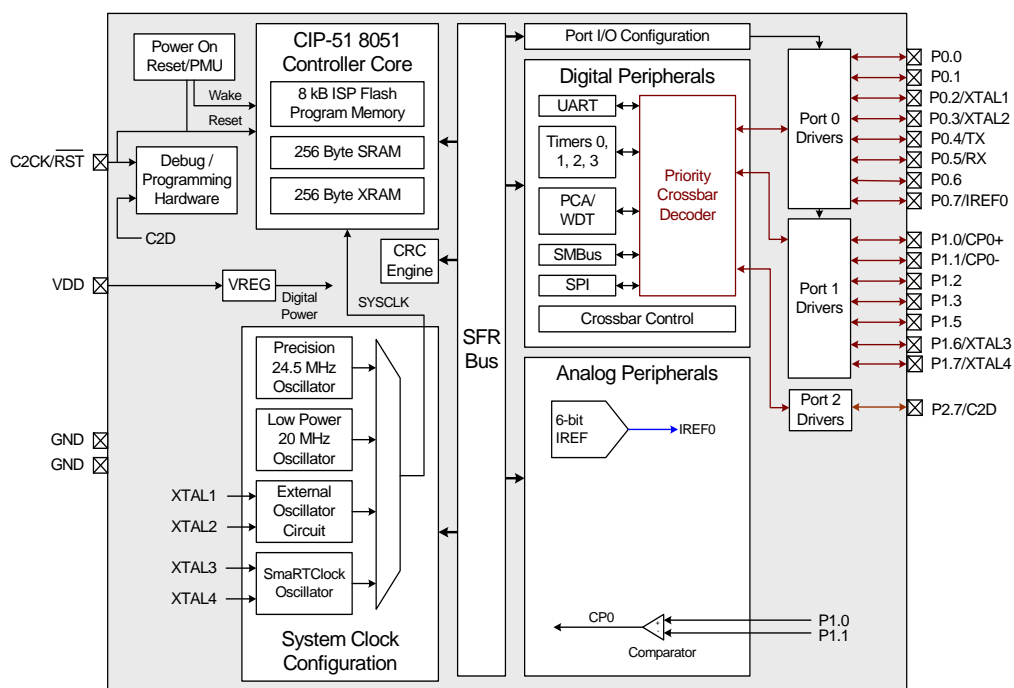 Power On
Reset/PMU
Wake
Reset
C2CK/RST
Debug /
Programming
Hardware
C2D
VDD
VREG
Digital
Power
GND
GND
CIP-51 8051
Controller Core
8 kB ISP Flash
Program Memory
256 Byte SRAM
256 Byte XRAM
CRC
Engine
SYSCLK
Precision
24.5 MHz
Oscillator
Low Power
20 MHz
Oscillator
XTAL1
XTAL2
External
Oscillator
Circuit
XTAL3
XTAL4
SmaRTClock
Oscillator
System Clock
Configuration
SFR
Bus
Port I/O Configuration
Digital Peripherals
UART
Timers 0,
1, 2, 3
PCA/
WDT
SMBus
SPI
Priority
Crossbar
Decoder
Crossbar Control
Analog Peripherals
6-bit
IREF
IREF0
CP0
+
-
Comparator
P1.0
P1.1
Port 0
Drivers
Port 1
Drivers
Port 2
Drivers
P0.0
P0.1
P0.2/XTAL1
P0.3/XTAL2
P0.4/TX
P0.5/RX
P0.6
P0.7/IREF0
P1.0/CP0+
P1.1/CP0-
P1.2
P1.3
P1.5
P1.6/XTAL3
P1.7/XTAL4
P2.7/C2D